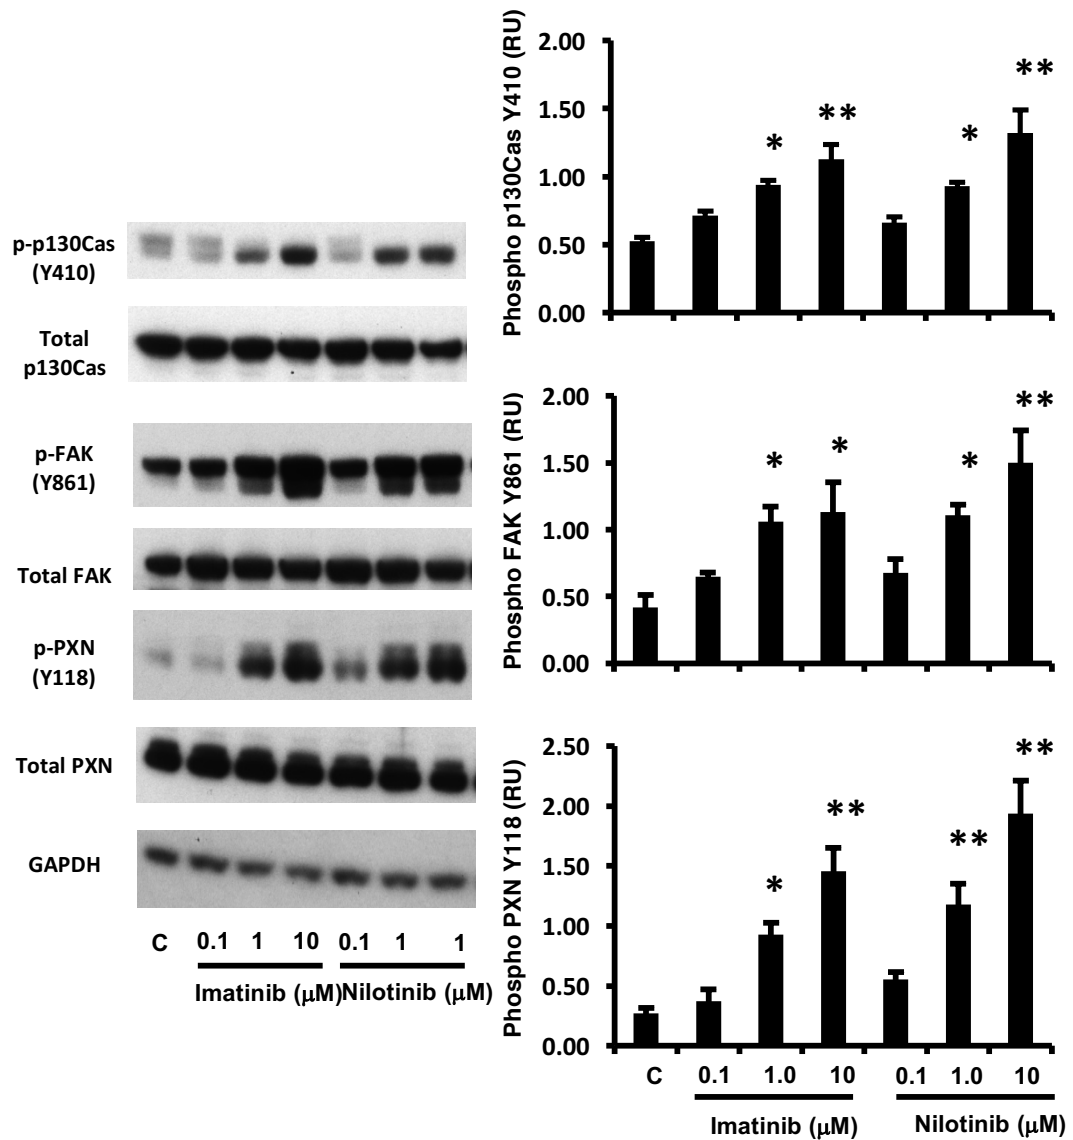 p-p130Cas
(Y410)
Total
p130Cas
p-FAK
(Y861)
Total FAK
p-PXN
(Y118)
Total PXN
GAPDH
C 0.1 1 10 0.1 1 1
Imatinib (μM) Nilotinib (μM)
Phospho p130Cas Y410 (RU)
2.00
1.50
1.00
0.50
0.00
* ** * **
Phospho FAK Y861 (RU)
2.00
1.50
1.00
0.50
0.00
* * * **
Phospho PXN Y118 (RU)
2.50
2.00
1.50
1.00
0.50
0.00
* ** ** **
C 0.1 1.0 10 0.1 1.0 10
Imatinib (μM) Nilotinib (μM)